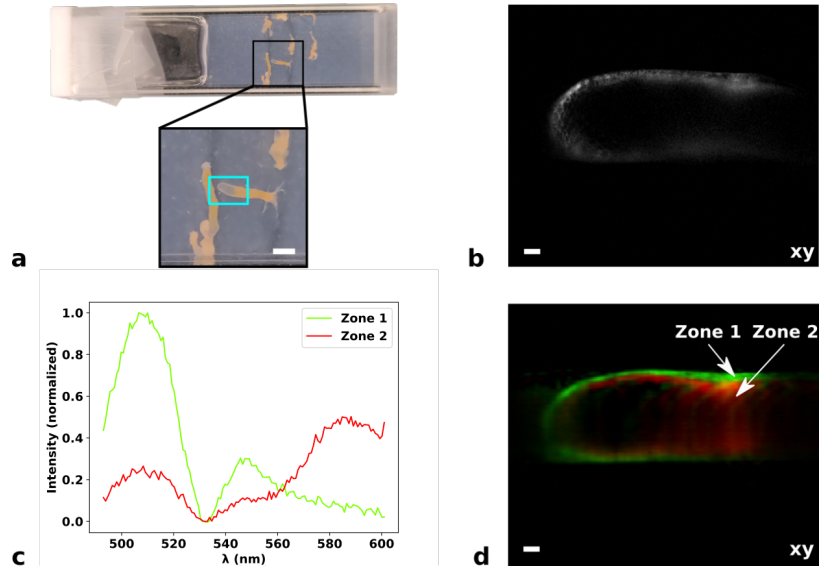 a
b
xy
Intensity (normalized)
1.0
0.8
0.6
0.4
0.2
0.0
500
520
540
560
580
600
λ (nm)
Zone 1
Zone 2
c
Zone 1 Zone 2
xy
d